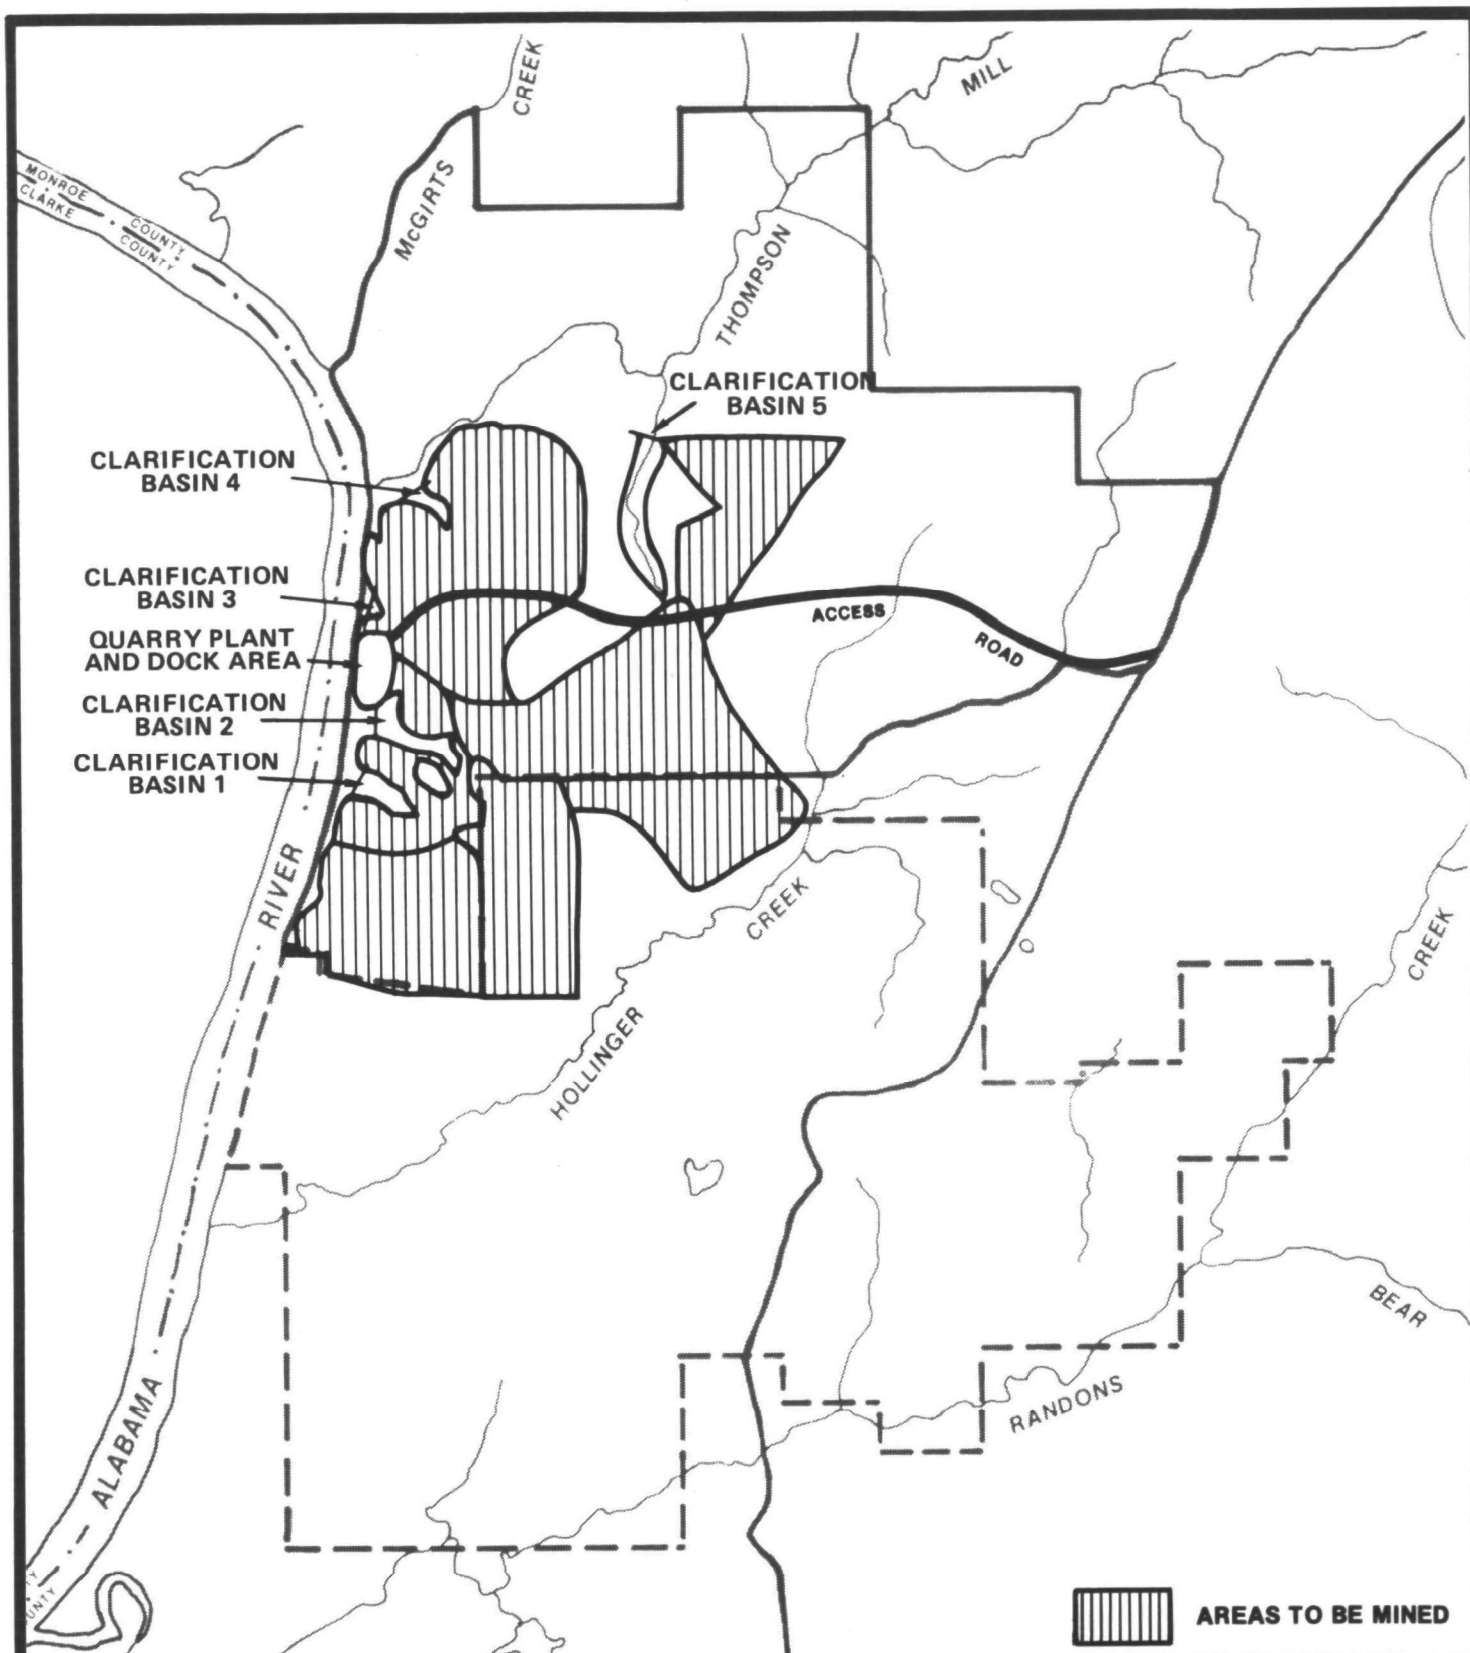 CREEK
MILL
MONROE
CLARKE
COUNTY
COUNTY
McGIRTS
THOMPSON
CLARIFICATION
BASIN 5
CLARIFICATION
BASIN 4
CLARIFICATION
BASIN 3
QUARRY PLANT
AND DOCK AREA
ACCESS
ROAD
CLARIFICATION
BASIN 2
CLARIFICATION
BASIN 1
RIVER
CREEK
CREEK
HOLLINGER
BEAR
RANDONS
ALABAMA
TY
OUNTY
AREAS TO BE MINED